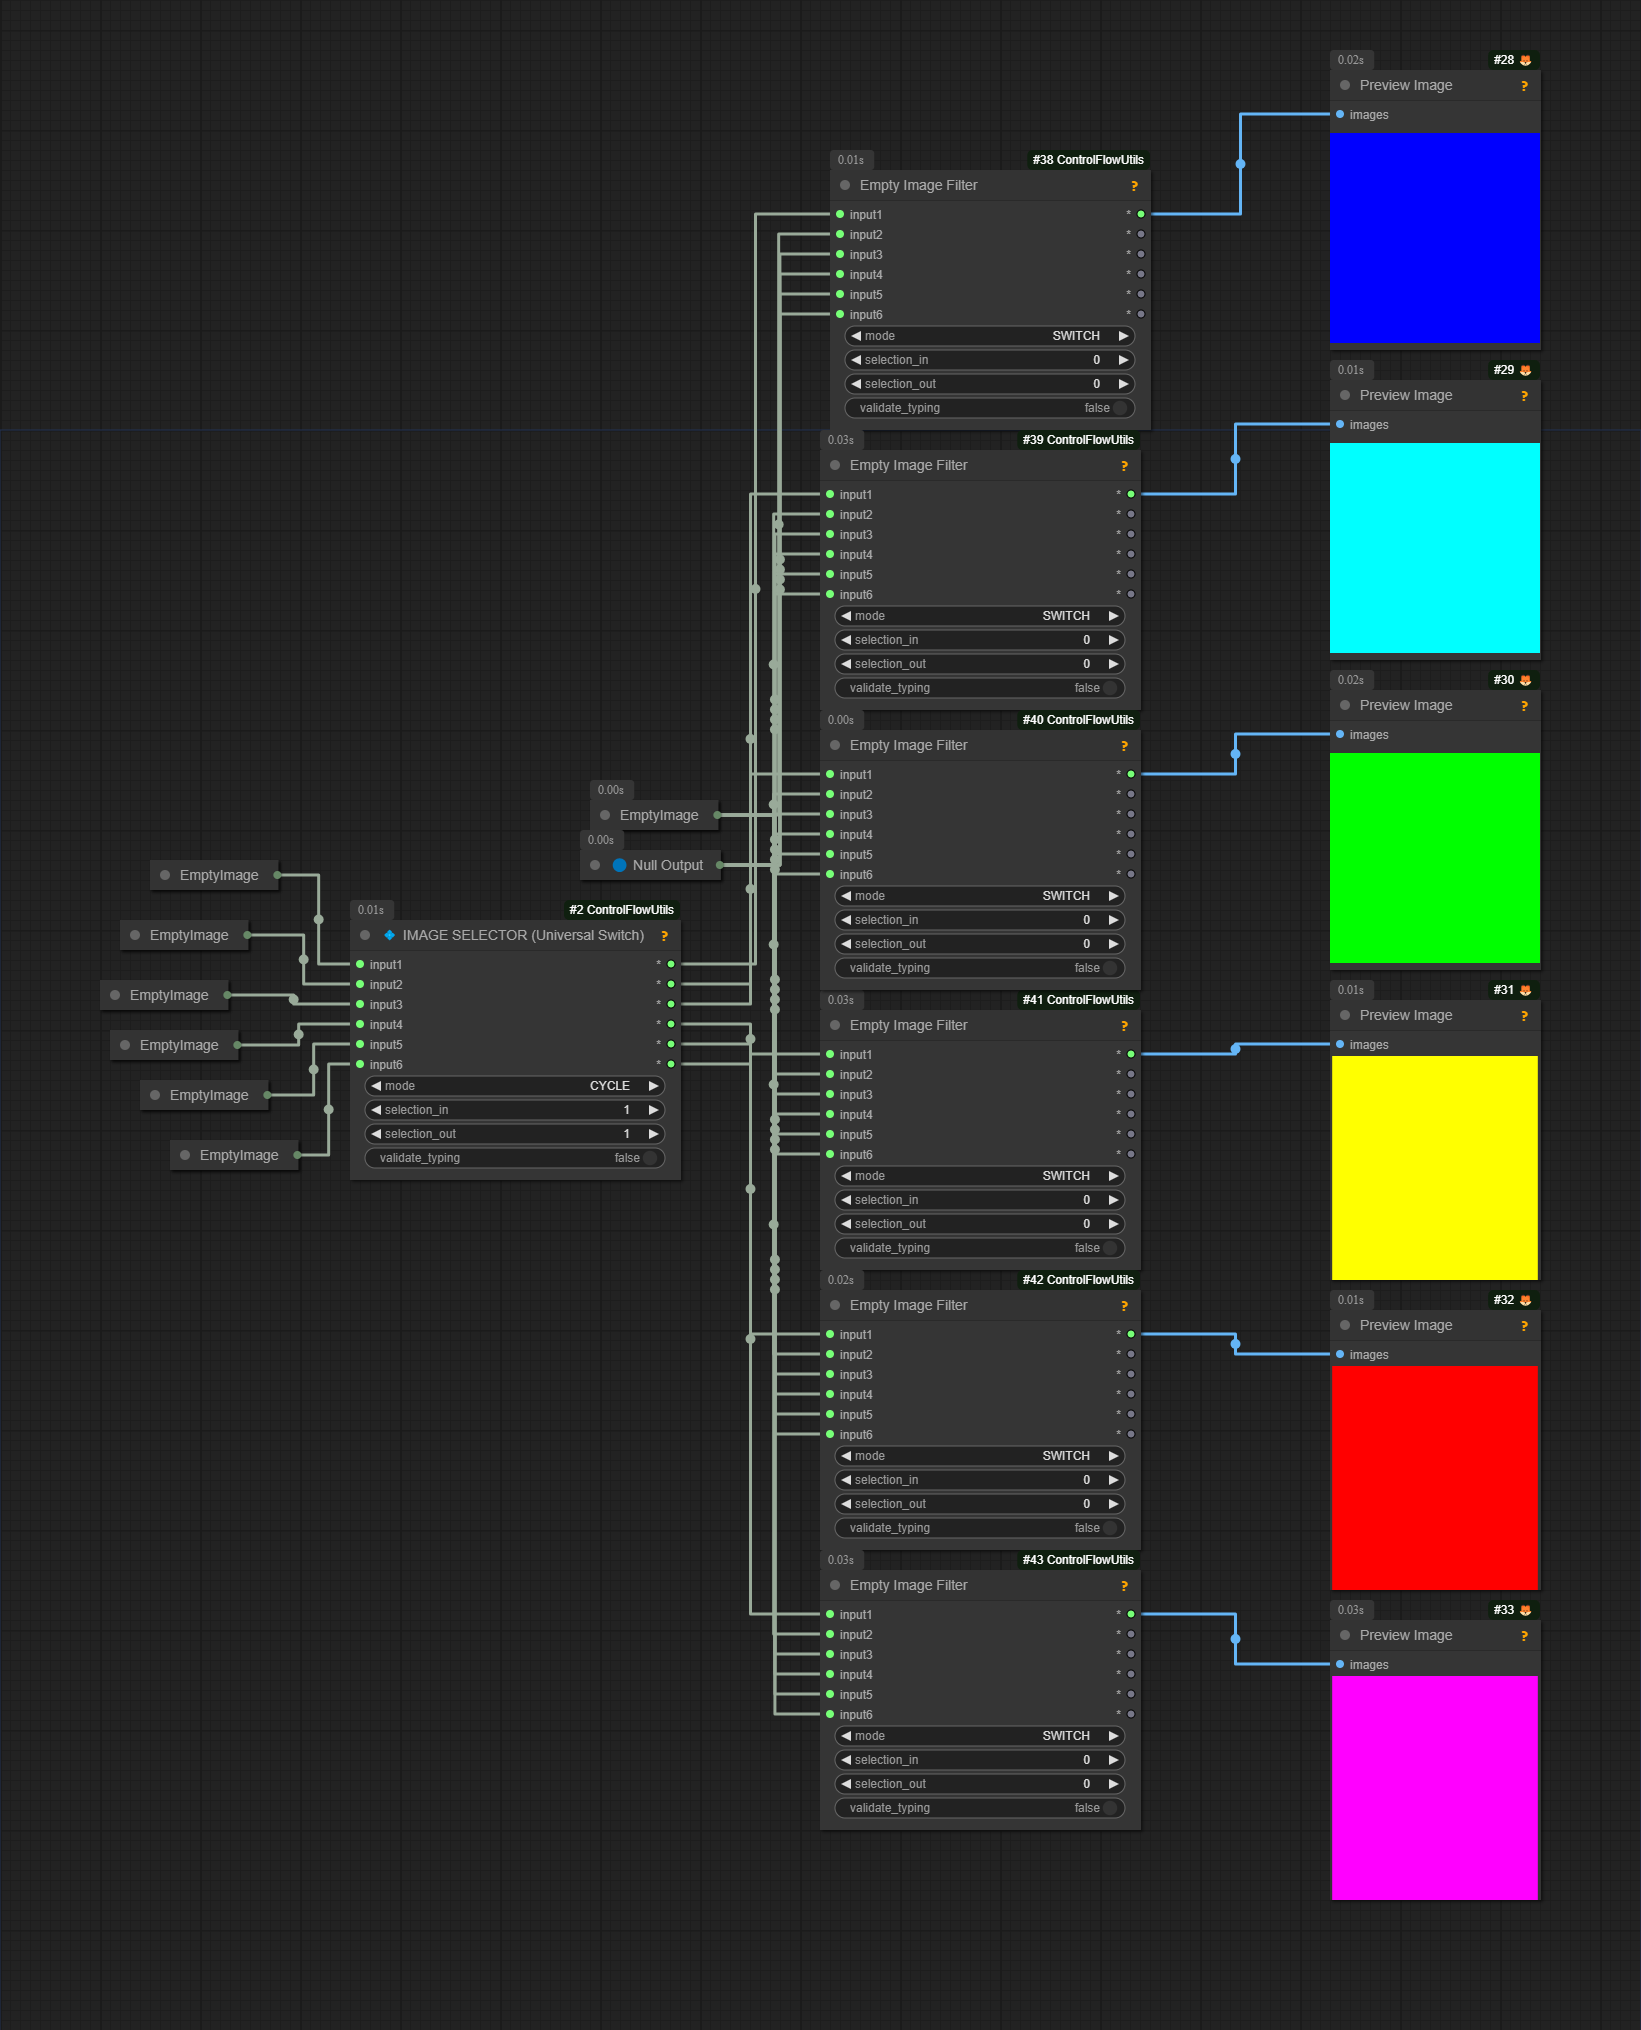 0.02s #28
Preview Image ?
images
0.01s #38 ControlFlowUtils
Empty Image Filter ?
input1 *
input2 *
input3 *
input4 *
input5 *
input6 *
mode SWITCH
selection_in 0
selection_out 0
validate_typing false
0.01s #29
Preview Image ?
images
0.03s #39 ControlFlowUtils
Empty Image Filter ?
input1 *
input2 *
input3 *
input4 *
input5 *
input6 *
mode SWITCH
selection_in 0
selection_out 0
validate_typing false
0.02s #30
Preview Image ?
images
0.00s #40 ControlFlowUtils
Empty Image Filter ?
input1 *
input2 *
input3 *
input4 *
input5 *
input6 *
mode SWITCH
selection_in 0
selection_out 0
validate_typing false
0.00s
EmptyImage
0.00s
Null Output
EmptyImage
EmptyImage
EmptyImage
EmptyImage
EmptyImage
EmptyImage
0.01s #2 ControlFlowUtils
IMAGE SELECTOR (Universal Switch) ?
input1 *
input2 *
input3 *
input4 *
input5 *
input6 *
mode CYCLE
selection_in 1
selection_out 1
validate_typing false
0.01s #31
Preview Image ?
images
0.03s #41 ControlFlowUtils
Empty Image Filter ?
input1 *
input2 *
input3 *
input4 *
input5 *
input6 *
mode SWITCH
selection_in 0
selection_out 0
validate_typing false
0.01s #32
Preview Image ?
images
0.02s #42 ControlFlowUtils
Empty Image Filter ?
input1 *
input2 *
input3 *
input4 *
input5 *
input6 *
mode SWITCH
selection_in 0
selection_out 0
validate_typing false
0.03s #33
Preview Image ?
images
0.03s #43 ControlFlowUtils
Empty Image Filter ?
input1 *
input2 *
input3 *
input4 *
input5 *
input6 *
mode SWITCH
selection_in 0
selection_out 0
validate_typing false